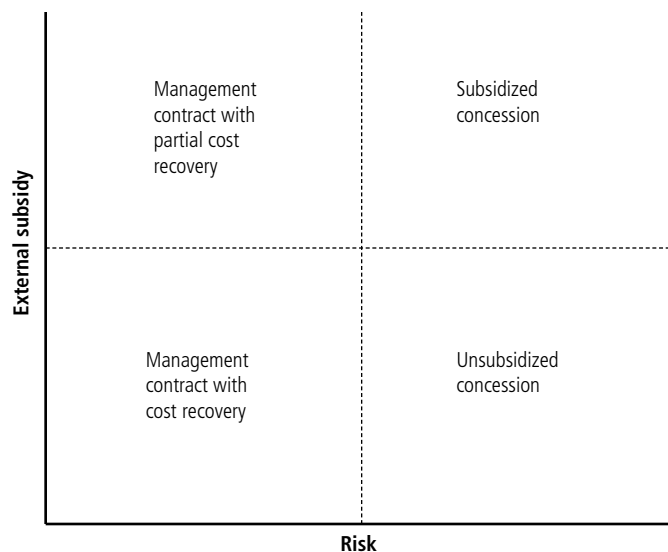 Management
contract with
partial cost
recovery
Subsidized
concession
External subsidy
Management
contract with
cost recovery
Unsubsidized
concession
Risk